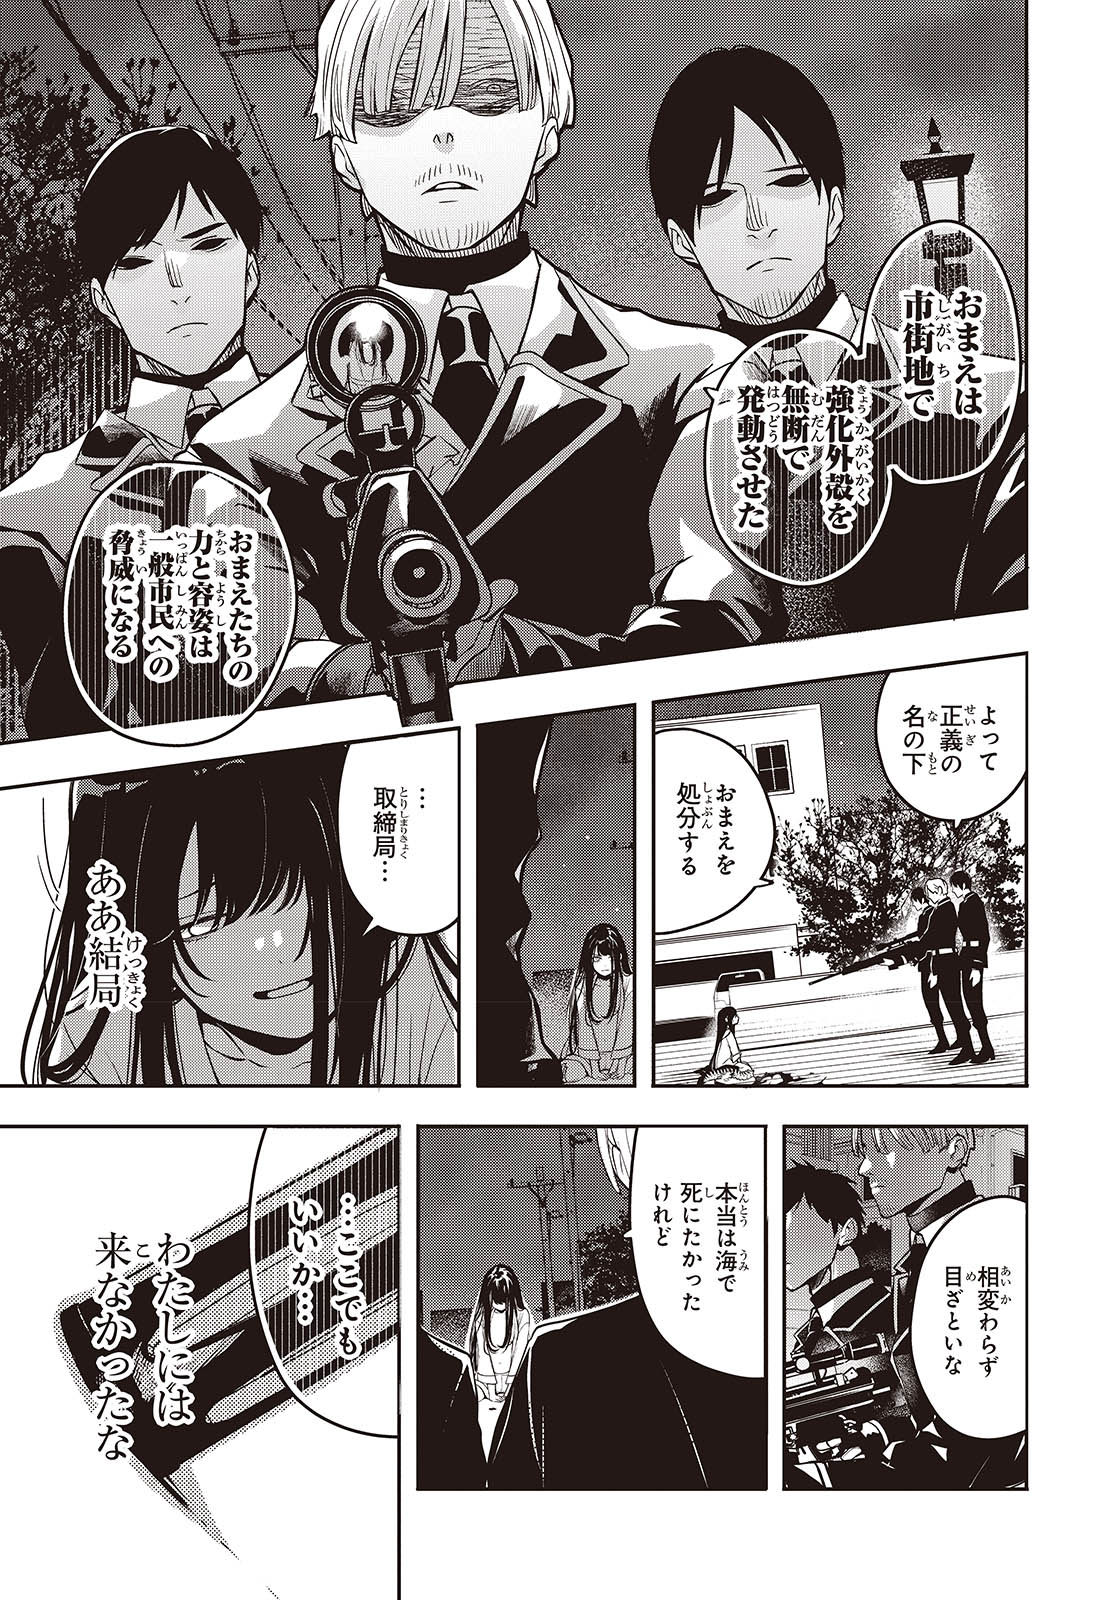 おまえは
市街地で
強化外殻を
無断で
発動させた
おまえたちの
力と容姿は
一般市民への
脅威になる
よって
正義の
名の下
おまえを
処分する
…
取締局…
ああ結局
相変わらず
目ざといな
本当は海で
死にたかった
けれど
…ここでも
いいか…
わたしには
来なかったな